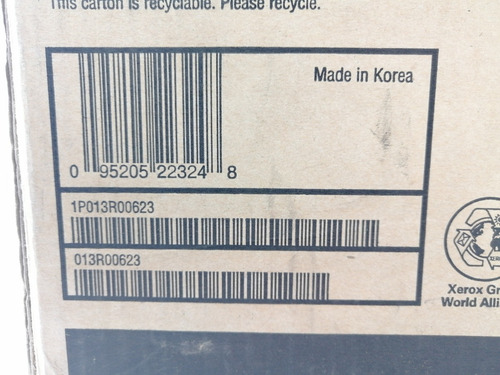 This carton is recyclable. Please recycle.
Made in Korea
0 95205 22324 8
1P013R00623
013R00623
Xerox Gr
World Alli